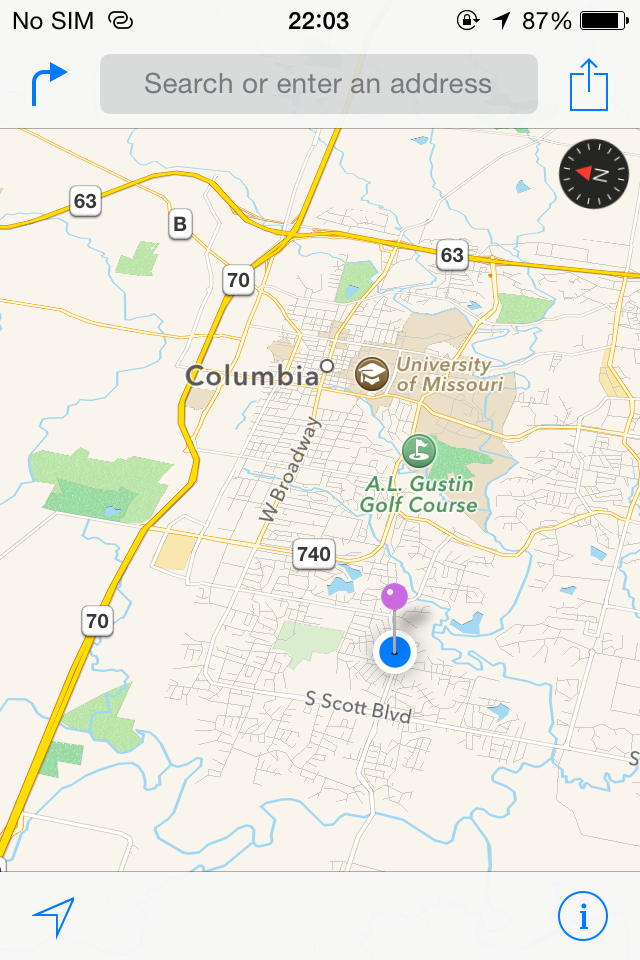 No SIM 22:03 87%
Search or enter an address
N
63
B
63
70
Columbia
University
of Missouri
W Broadway
A.L. Gustin
Golf Course
740
70
S Scott Blvd
S
i